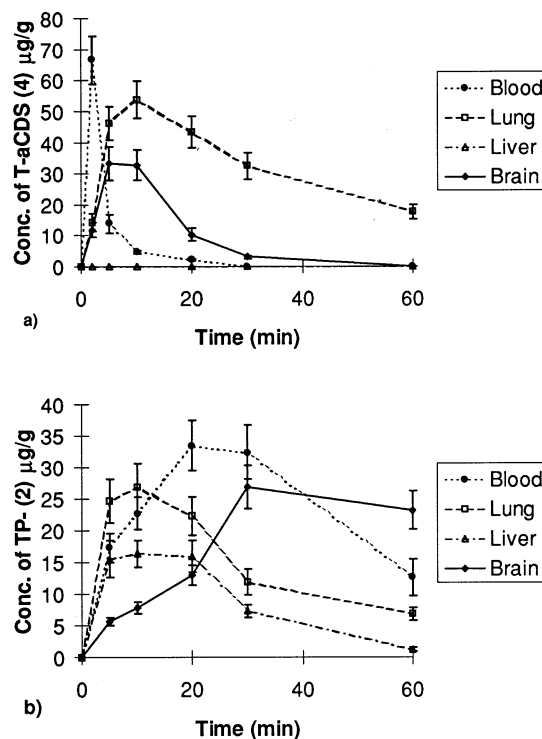 Conc. of T-aCDS (4) μg/g
80
70
60
50
40
30
20
10
0
0
20
40
60
Time (min)
a)
Blood
Lung
Liver
Brain
Conc. of TP- (2) μg/g
40
35
30
25
20
15
10
5
0
0
20
40
60
Time (min)
b)
Blood
Lung
Liver
Brain